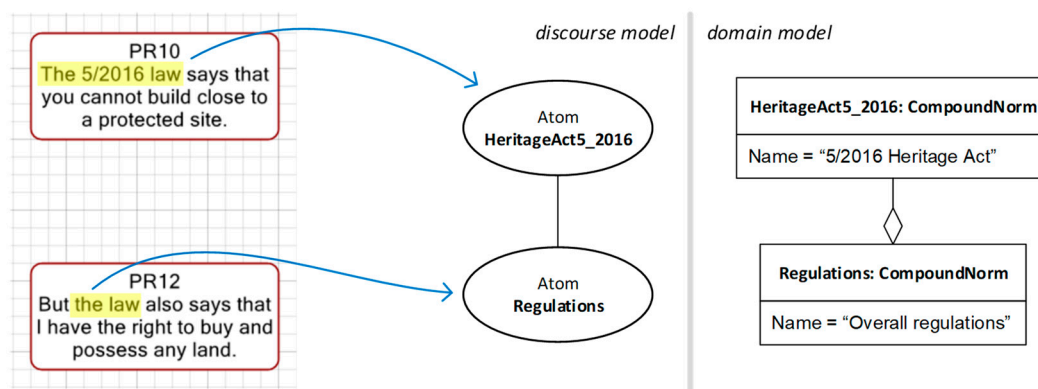 PR10
The 5/2016 law says that
you cannot build close to
a protected site.
PR12
But the law also says that
I have the right to buy and
possess any land.
discourse model
Atom
HeritageAct5_2016
Atom
Regulations
domain model
HeritageAct5_2016: CompoundNorm
Name = “5/2016 Heritage Act”
Regulations: CompoundNorm
Name = “Overall regulations”